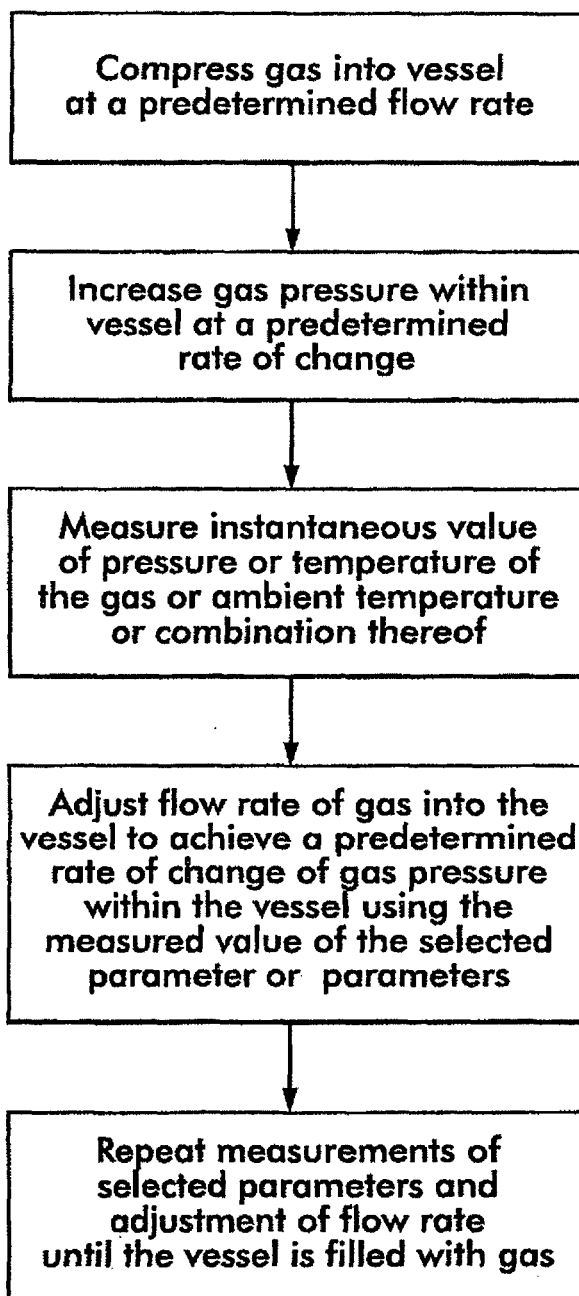 Compress gas into vessel
at a predetermined flow rate
Increase gas pressure within
vessel at a predetermined
rate of change
Measure instantaneous value
of pressure or temperature of
the gas or ambient temperature
or combination thereof
Adjust flow rate of gas into the
vessel to achieve a predetermined
rate of change of gas pressure
within the vessel using the
measured value of the selected
parameter or parameters
Repeat measurements of
selected parameters and
adjustment of flow rate
until the vessel is filled with gas